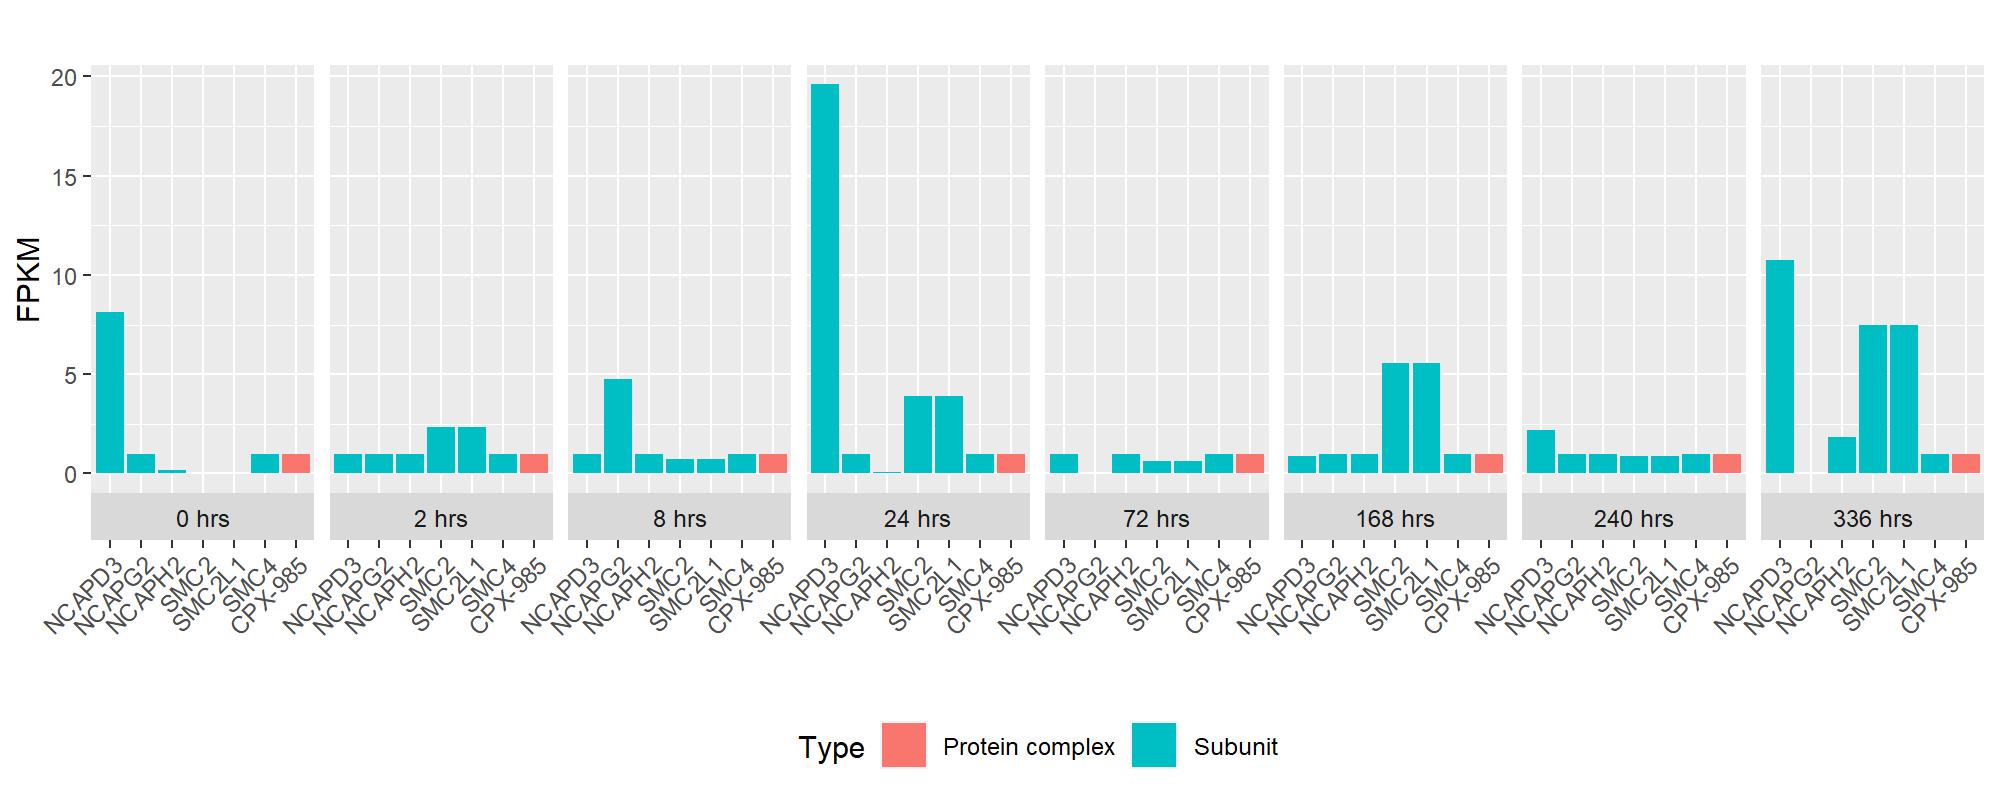 FPKM
20
15
10
5
0
0 hrs 2 hrs 8 hrs 24 hrs 72 hrs 168 hrs 240 hrs 336 hrs
NCAPD3 NCAPG2 NCAPH2 SMC2 SMC2L1 SMC4 CPX-985 NCAPD3 NCAPG2 NCAPH2 SMC2 SMC2L1 SMC4 CPX-985 NCAPD3 NCAPG2 NCAPH2 SMC2 SMC2L1 SMC4 CPX-985 NCAPD3 NCAPG2 NCAPH2 SMC2 SMC2L1 SMC4 CPX-985 NCAPD3 NCAPG2 NCAPH2 SMC2 SMC2L1 SMC4 CPX-985 NCAPD3 NCAPG2 NCAPH2 SMC2 SMC2L1 SMC4 CPX-985 NCAPD3 NCAPG2 NCAPH2 SMC2 SMC2L1 SMC4 CPX-985 NCAPD3 NCAPG2 NCAPH2 SMC2 SMC2L1 SMC4 CPX-985
Type Protein complex Subunit